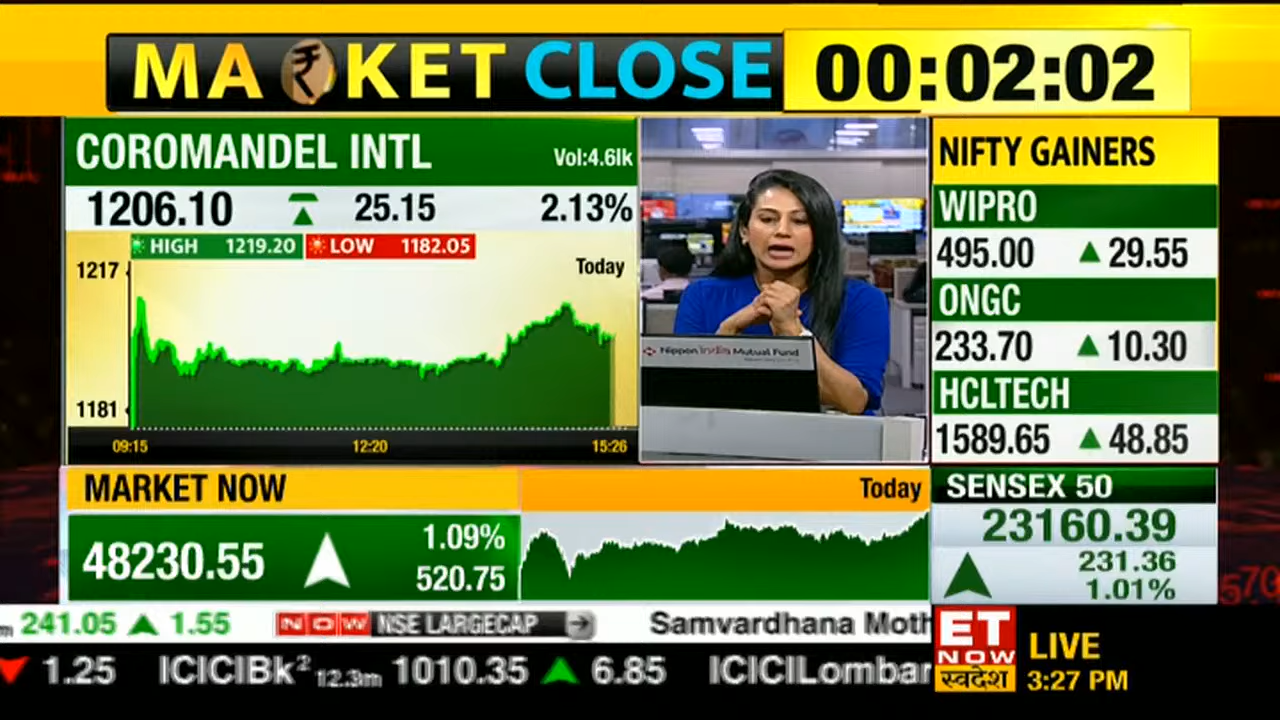 MA₹KET CLOSE
00:02:02
COROMANDEL INTL Vol:4.6lk
1206.10 25.15 2.13%
HIGH 1219.20 LOW 1182.05
Today
1217
1181
09:15 12:20 15:26
Nippon India Mutual Fund
NIFTY GAINERS
WIPRO
495.00 ▲ 29.55
ONGC
233.70 ▲ 10.30
HCLTECH
1589.65 ▲ 48.85
MARKET NOW
Today
48230.55
1.09%
520.75
SENSEX 50
23160.39
231.36
1.01%
m 241.05 ▲ 1.55 NOW NSE LARGECAP Samvardhana Moth
▼ 1.25 ICICIBk² 12.3m 1010.35 ▲ 6.85 ICICILombar
ET
NOW
स्वदेश
LIVE
3:27 PM